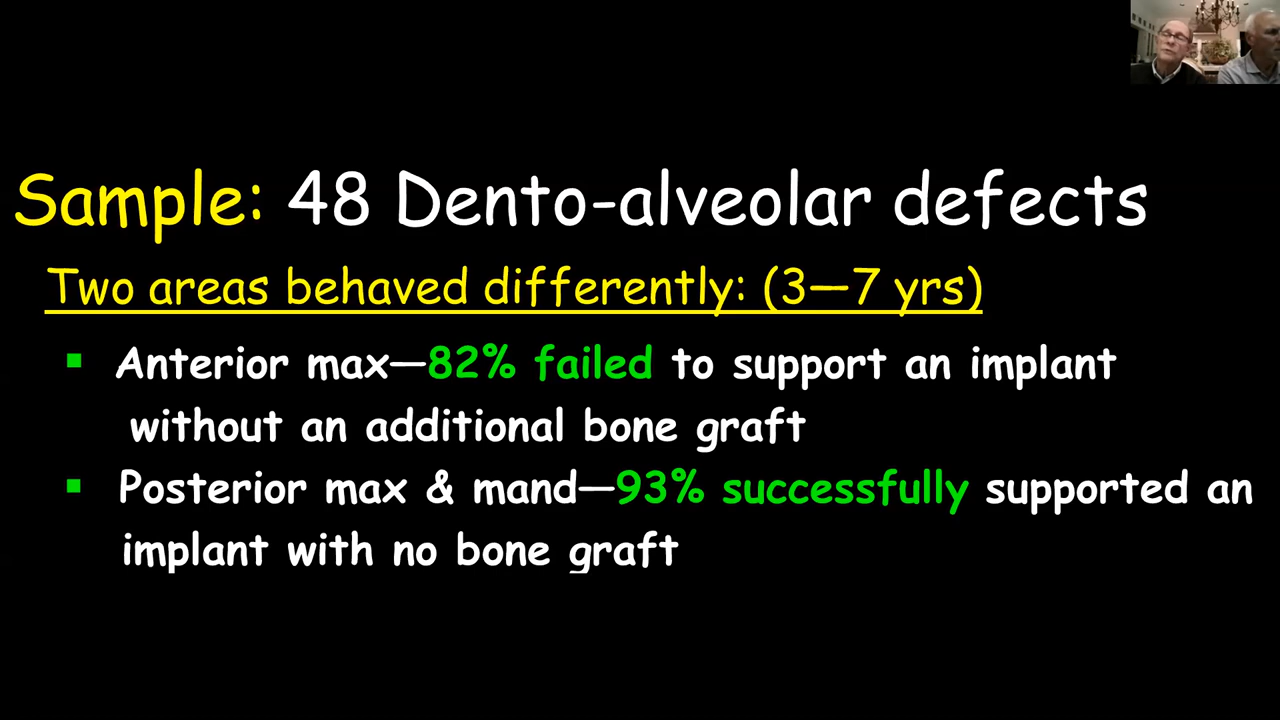 Sample: 48 Dento-alveolar defects
Two areas behaved differently: (3—7 yrs)
▪ Anterior max—82% failed to support an implant
without an additional bone graft
▪ Posterior max & mand—93% successfully supported an
implant with no bone graft